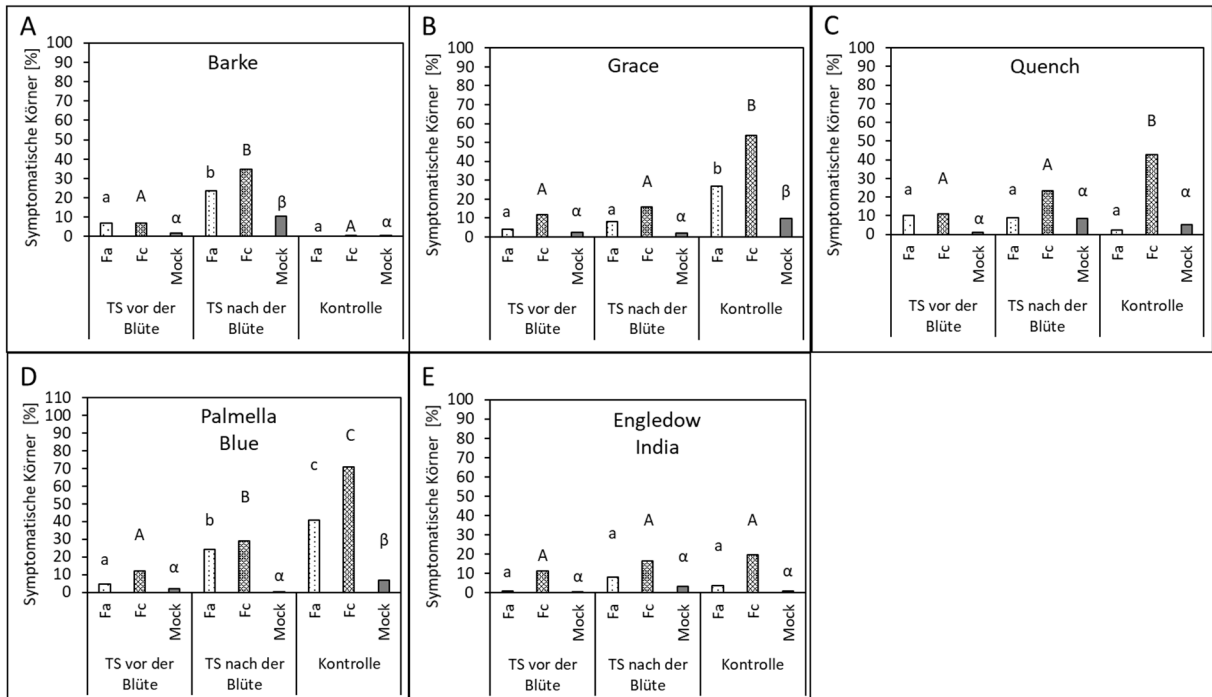 A
Barke
Symptomatische Körner [%]
100
90
80
70
60
50
40
30
20
10
0
a A α b B β a A α
Fa Fc Mock Fa Fc Mock Fa Fc Mock
TS vor der Blüte
TS nach der Blüte
Kontrolle
B
Grace
Symptomatische Körner [%]
100
90
80
70
60
50
40
30
20
10
0
a A α a A α b B β
Fa Fc Mock Fa Fc Mock Fa Fc Mock
TS vor der Blüte
TS nach der Blüte
Kontrolle
C
Quench
Symptomatische Körner [%]
100
90
80
70
60
50
40
30
20
10
0
a A α a A α a B α
Fa Fc Mock Fa Fc Mock Fa Fc Mock
TS vor der Blüte
TS nach der Blüte
Kontrolle
D
Palmella
Blue
Symptomatische Körner [%]
110
100
90
80
70
60
50
40
30
20
10
0
a A α b B α c C β
Fa Fc Mock Fa Fc Mock Fa Fc Mock
TS vor der Blüte
TS nach der Blüte
Kontrolle
E
Engledow
India
Symptomatische Körner [%]
100
90
80
70
60
50
40
30
20
10
0
a A α a A α a A α
Fa Fc Mock Fa Fc Mock Fa Fc Mock
TS vor der Blüte
TS nach der Blüte
Kontrolle